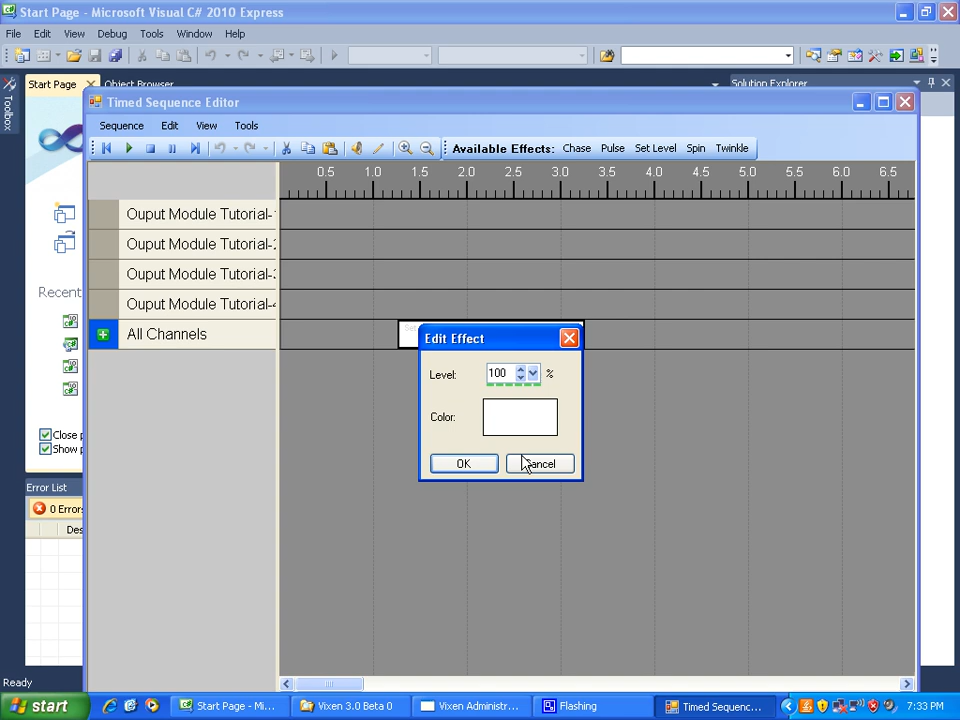 Start Page - Microsoft Visual C# 2010 Express
File Edit View Debug Tools Window Help
Start Page
Object Browser
Solution Explorer
Toolbox
Timed Sequence Editor
Sequence Edit View Tools
Available Effects: Chase Pulse Set Level Spin Twinkle
0.5 1.0 1.5 2.0 2.5 3.0 3.5 4.0 4.5 5.0 5.5 6.0 6.5
Ouput Module Tutorial-
Ouput Module Tutorial-2
Ouput Module Tutorial-3
Ouput Module Tutorial-4
All Channels
Edit Effect
Level: 100 %
Color:
OK Cancel
Recent
Close p
Show p
Error List
0 Errors
Des
Ready
start
Start Page - Mi...
Vixen 3.0 Beta 0
Vixen Administr...
Flashing
Timed Sequenc...
7:33 PM